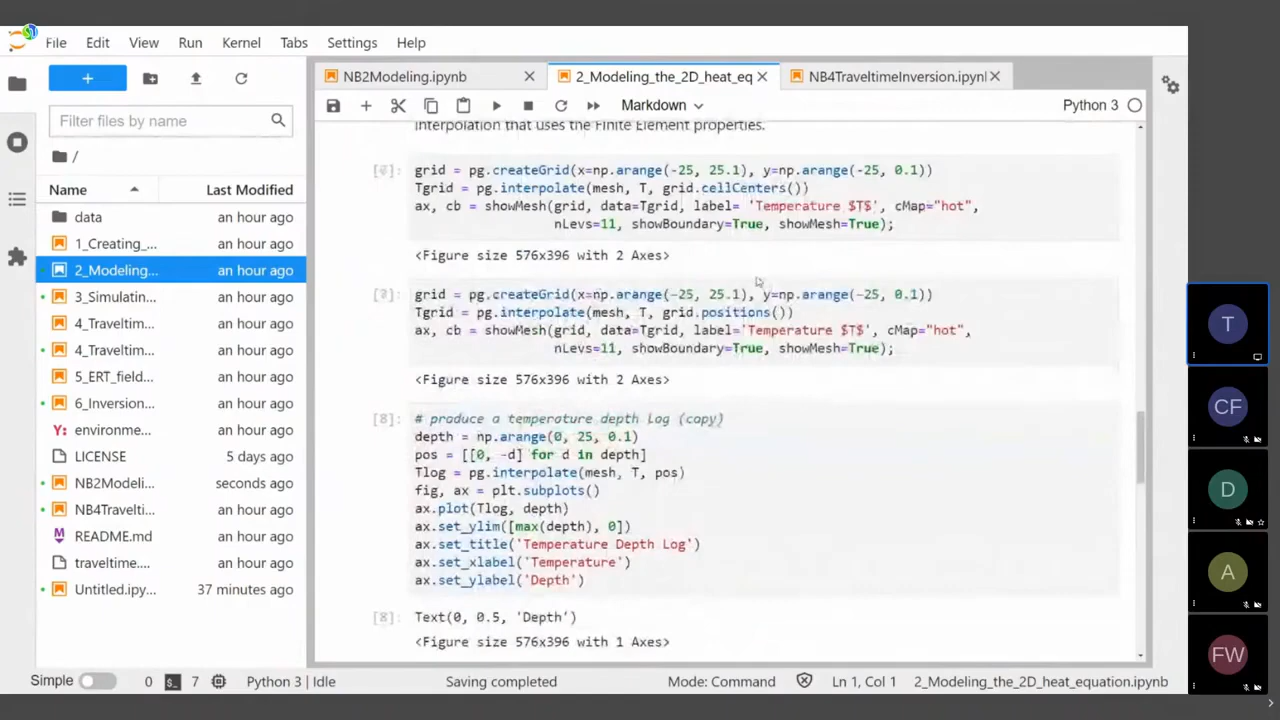 File Edit View Run Kernel Tabs Settings Help
+
Filter files by name
/
Name Last Modified
data an hour ago
1_Creating_... an hour ago
2_Modeling... an hour ago
3_Simulatin... an hour ago
4_Traveltim... an hour ago
4_Traveltim... an hour ago
5_ERT_field... an hour ago
6_Inversion... an hour ago
Y: environme... an hour ago
LICENSE 5 days ago
NB2Modeli... seconds ago
NB4Travelti... an hour ago
README.md an hour ago
traveltime.... an hour ago
Untitled.ipy... 37 minutes ago
NB2Modeling.ipynb 2_Modeling_the_2D_heat_eq NB4TraveltimeInversion.ipynl
Markdown Python 3
interpolation that uses the Finite Element properties.
[6]: grid = pg.createGrid(x=np.arange(-25, 25.1), y=np.arange(-25, 0.1))
Tgrid = pg.interpolate(mesh, T, grid.cellCenters())
ax, cb = showMesh(grid, data=Tgrid, label= 'Temperature $T$', cMap="hot",
nLevs=11, showBoundary=True, showMesh=True);
<Figure size 576x396 with 2 Axes>
[7]: grid = pg.createGrid(x=np.arange(-25, 25.1), y=np.arange(-25, 0.1))
Tgrid = pg.interpolate(mesh, T, grid.positions())
ax, cb = showMesh(grid, data=Tgrid, label='Temperature $T$', cMap="hot",
nLevs=11, showBoundary=True, showMesh=True);
<Figure size 576x396 with 2 Axes>
[8]: # produce a temperature depth Log (copy)
depth = np.arange(0, 25, 0.1)
pos = [[0, -d] for d in depth]
Tlog = pg.interpolate(mesh, T, pos)
fig, ax = plt.subplots()
ax.plot(Tlog, depth)
ax.set_ylim([max(depth), 0])
ax.set_title('Temperature Depth Log')
ax.set_xlabel('Temperature')
ax.set_ylabel('Depth')
[8]: Text(0, 0.5, 'Depth')
<Figure size 576x396 with 1 Axes>
Simple 0 $_ 7 Python 3 | Idle Saving completed Mode: Command Ln 1, Col 1 2_Modeling_the_2D_heat_equation.ipynb
T
CF
D
A
FW